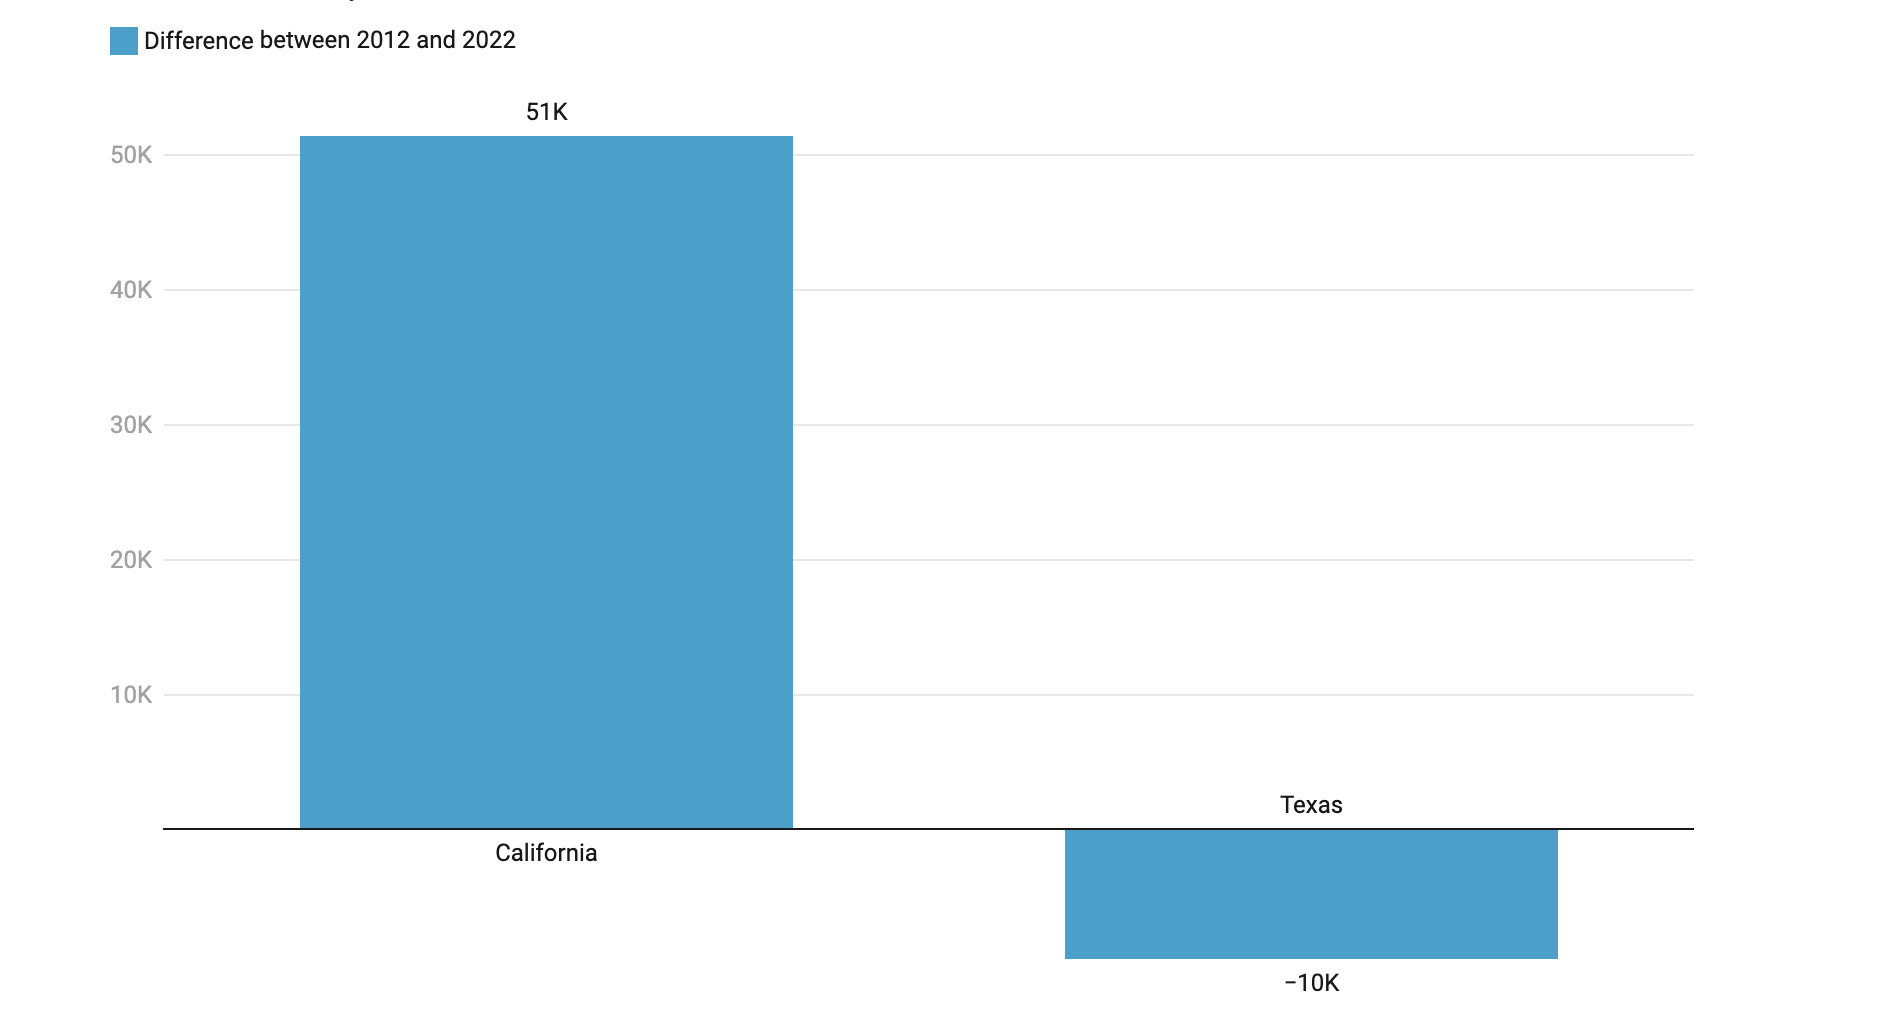 Difference between 2012 and 2022
51K
50K
40K
30K
20K
10K
Texas
California
−10K